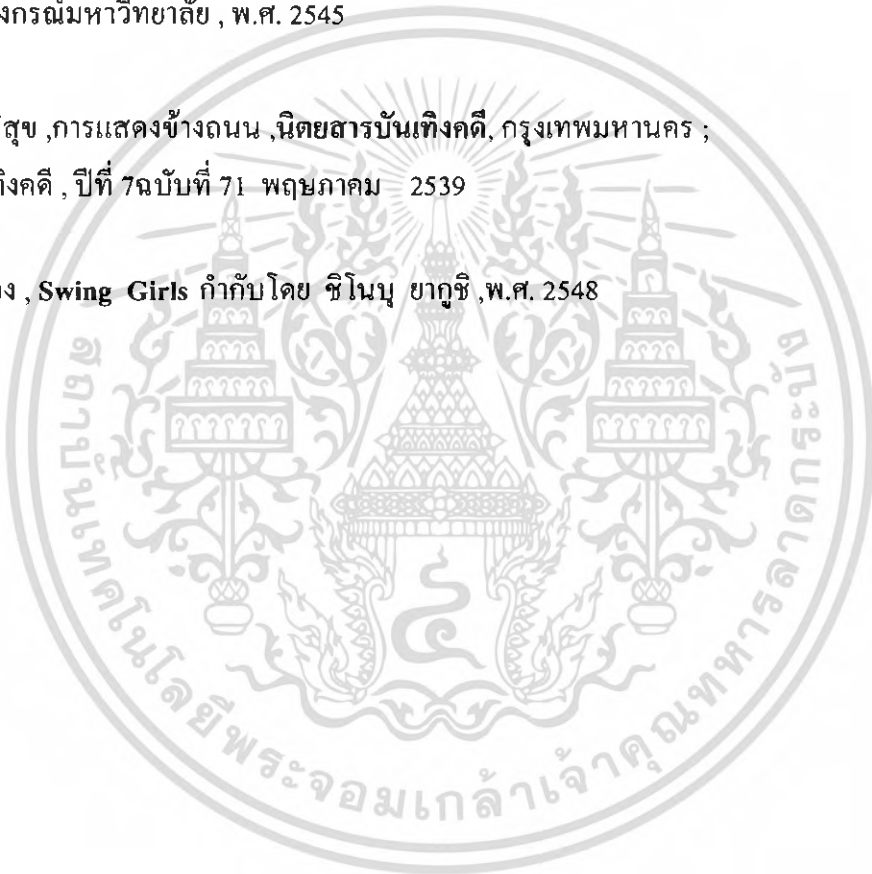 งกรณ์มหาวิทยาลัย , พ.ศ. 2545
สุข ,การแสดงข้างถนน ,นิตยสารบันเทิงคดี, กรุงเทพมหานคร ;
ทิงคดี , ปีที่ 7ฉบับที่ 71 พฤษภาคม 2539
ง , Swing Girls กำกับโดย ชิโนบุ ยากูชิ ,พ.ศ. 2548
สถาบันเทคโนโลยีพระจอมเกล้าเจ้าคุณทหารลาดกระบัง
๔